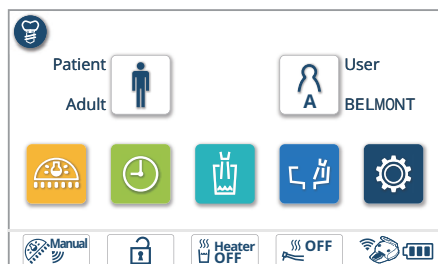 Patient
User
Adult
A
BELMONT
Manual
Heater
OFF
OFF